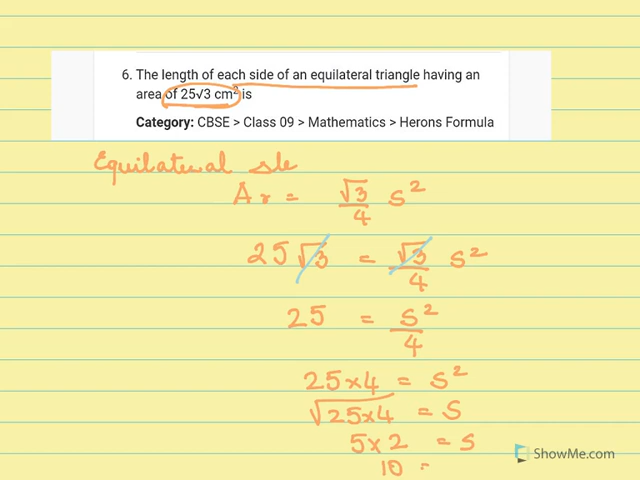 6. The length of each side of an equilateral triangle having an
area of 25√3 cm² is
Category: CBSE > Class 09 > Mathematics > Herons Formula
Equilateral sle
Ar = √3/4 s²
25√3 = √3/4 s²
25 = s²/4
25×4 = s²
√25×4 = s
5×2 = s
10 =
ShowMe.com